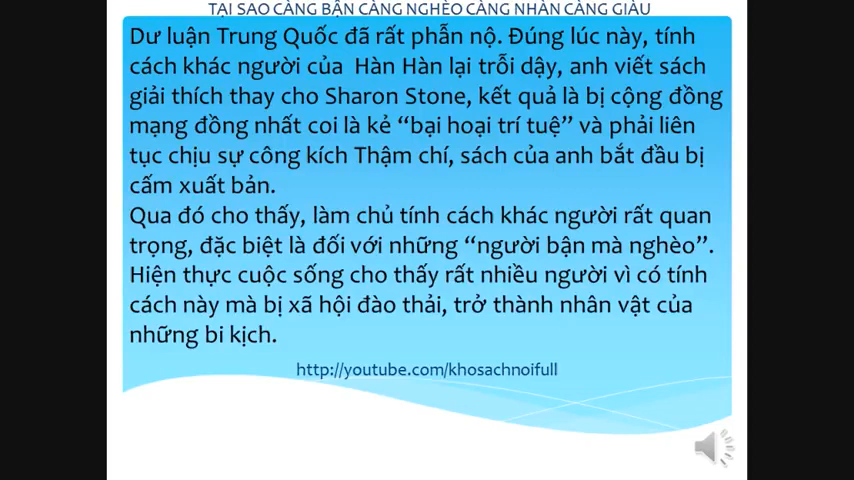 TẠI SAO CÀNG BẬN CÀNG NGHÈO CÀNG NHÀN CÀNG GIÀU
Dư luận Trung Quốc đã rất phẫn nộ. Đúng lúc này, tính
cách khác người của Hàn Hàn lại trỗi dậy, anh viết sách
giải thích thay cho Sharon Stone, kết quả là bị cộng đồng
mạng đồng nhất coi là kẻ “bại hoại trí tuệ” và phải liên
tục chịu sự công kích Thậm chí, sách của anh bắt đầu bị
cấm xuất bản.
Qua đó cho thấy, làm chủ tính cách khác người rất quan
trọng, đặc biệt là đối với những “người bận mà nghèo”.
Hiện thực cuộc sống cho thấy rất nhiều người vì có tính
cách này mà bị xã hội đào thải, trở thành nhân vật của
những bi kịch.
http://youtube.com/khosachnoifull